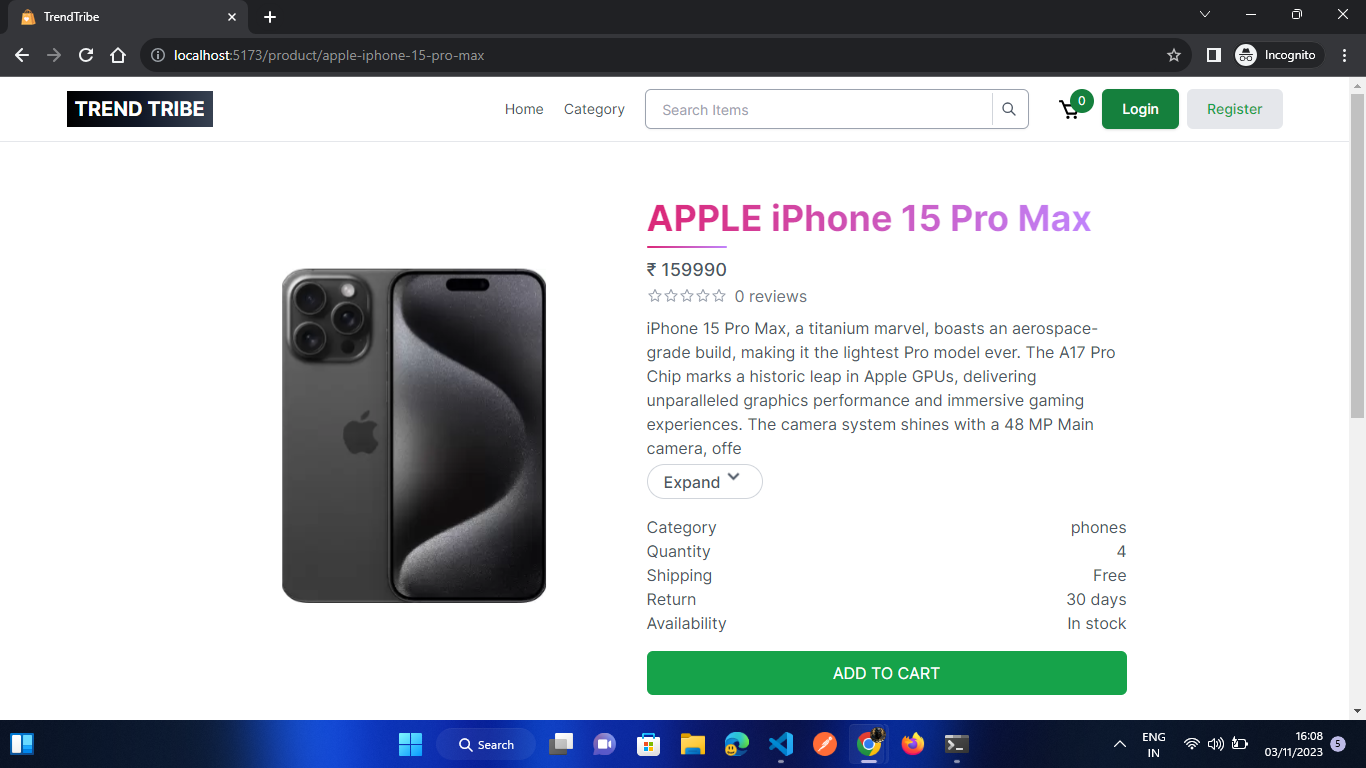 TrendTribe
localhost:5173/product/apple-iphone-15-pro-max
Incognito
TREND TRIBE
Home
Category
Search Items
0
Login
Register
APPLE iPhone 15 Pro Max
₹ 159990
0 reviews
iPhone 15 Pro Max, a titanium marvel, boasts an aerospace-
grade build, making it the lightest Pro model ever. The A17 Pro
Chip marks a historic leap in Apple GPUs, delivering
unparalleled graphics performance and immersive gaming
experiences. The camera system shines with a 48 MP Main
camera, offe
Expand
Category phones
Quantity 4
Shipping Free
Return 30 days
Availability In stock
ADD TO CART
Search
ENG
IN
16:08
03/11/2023
5